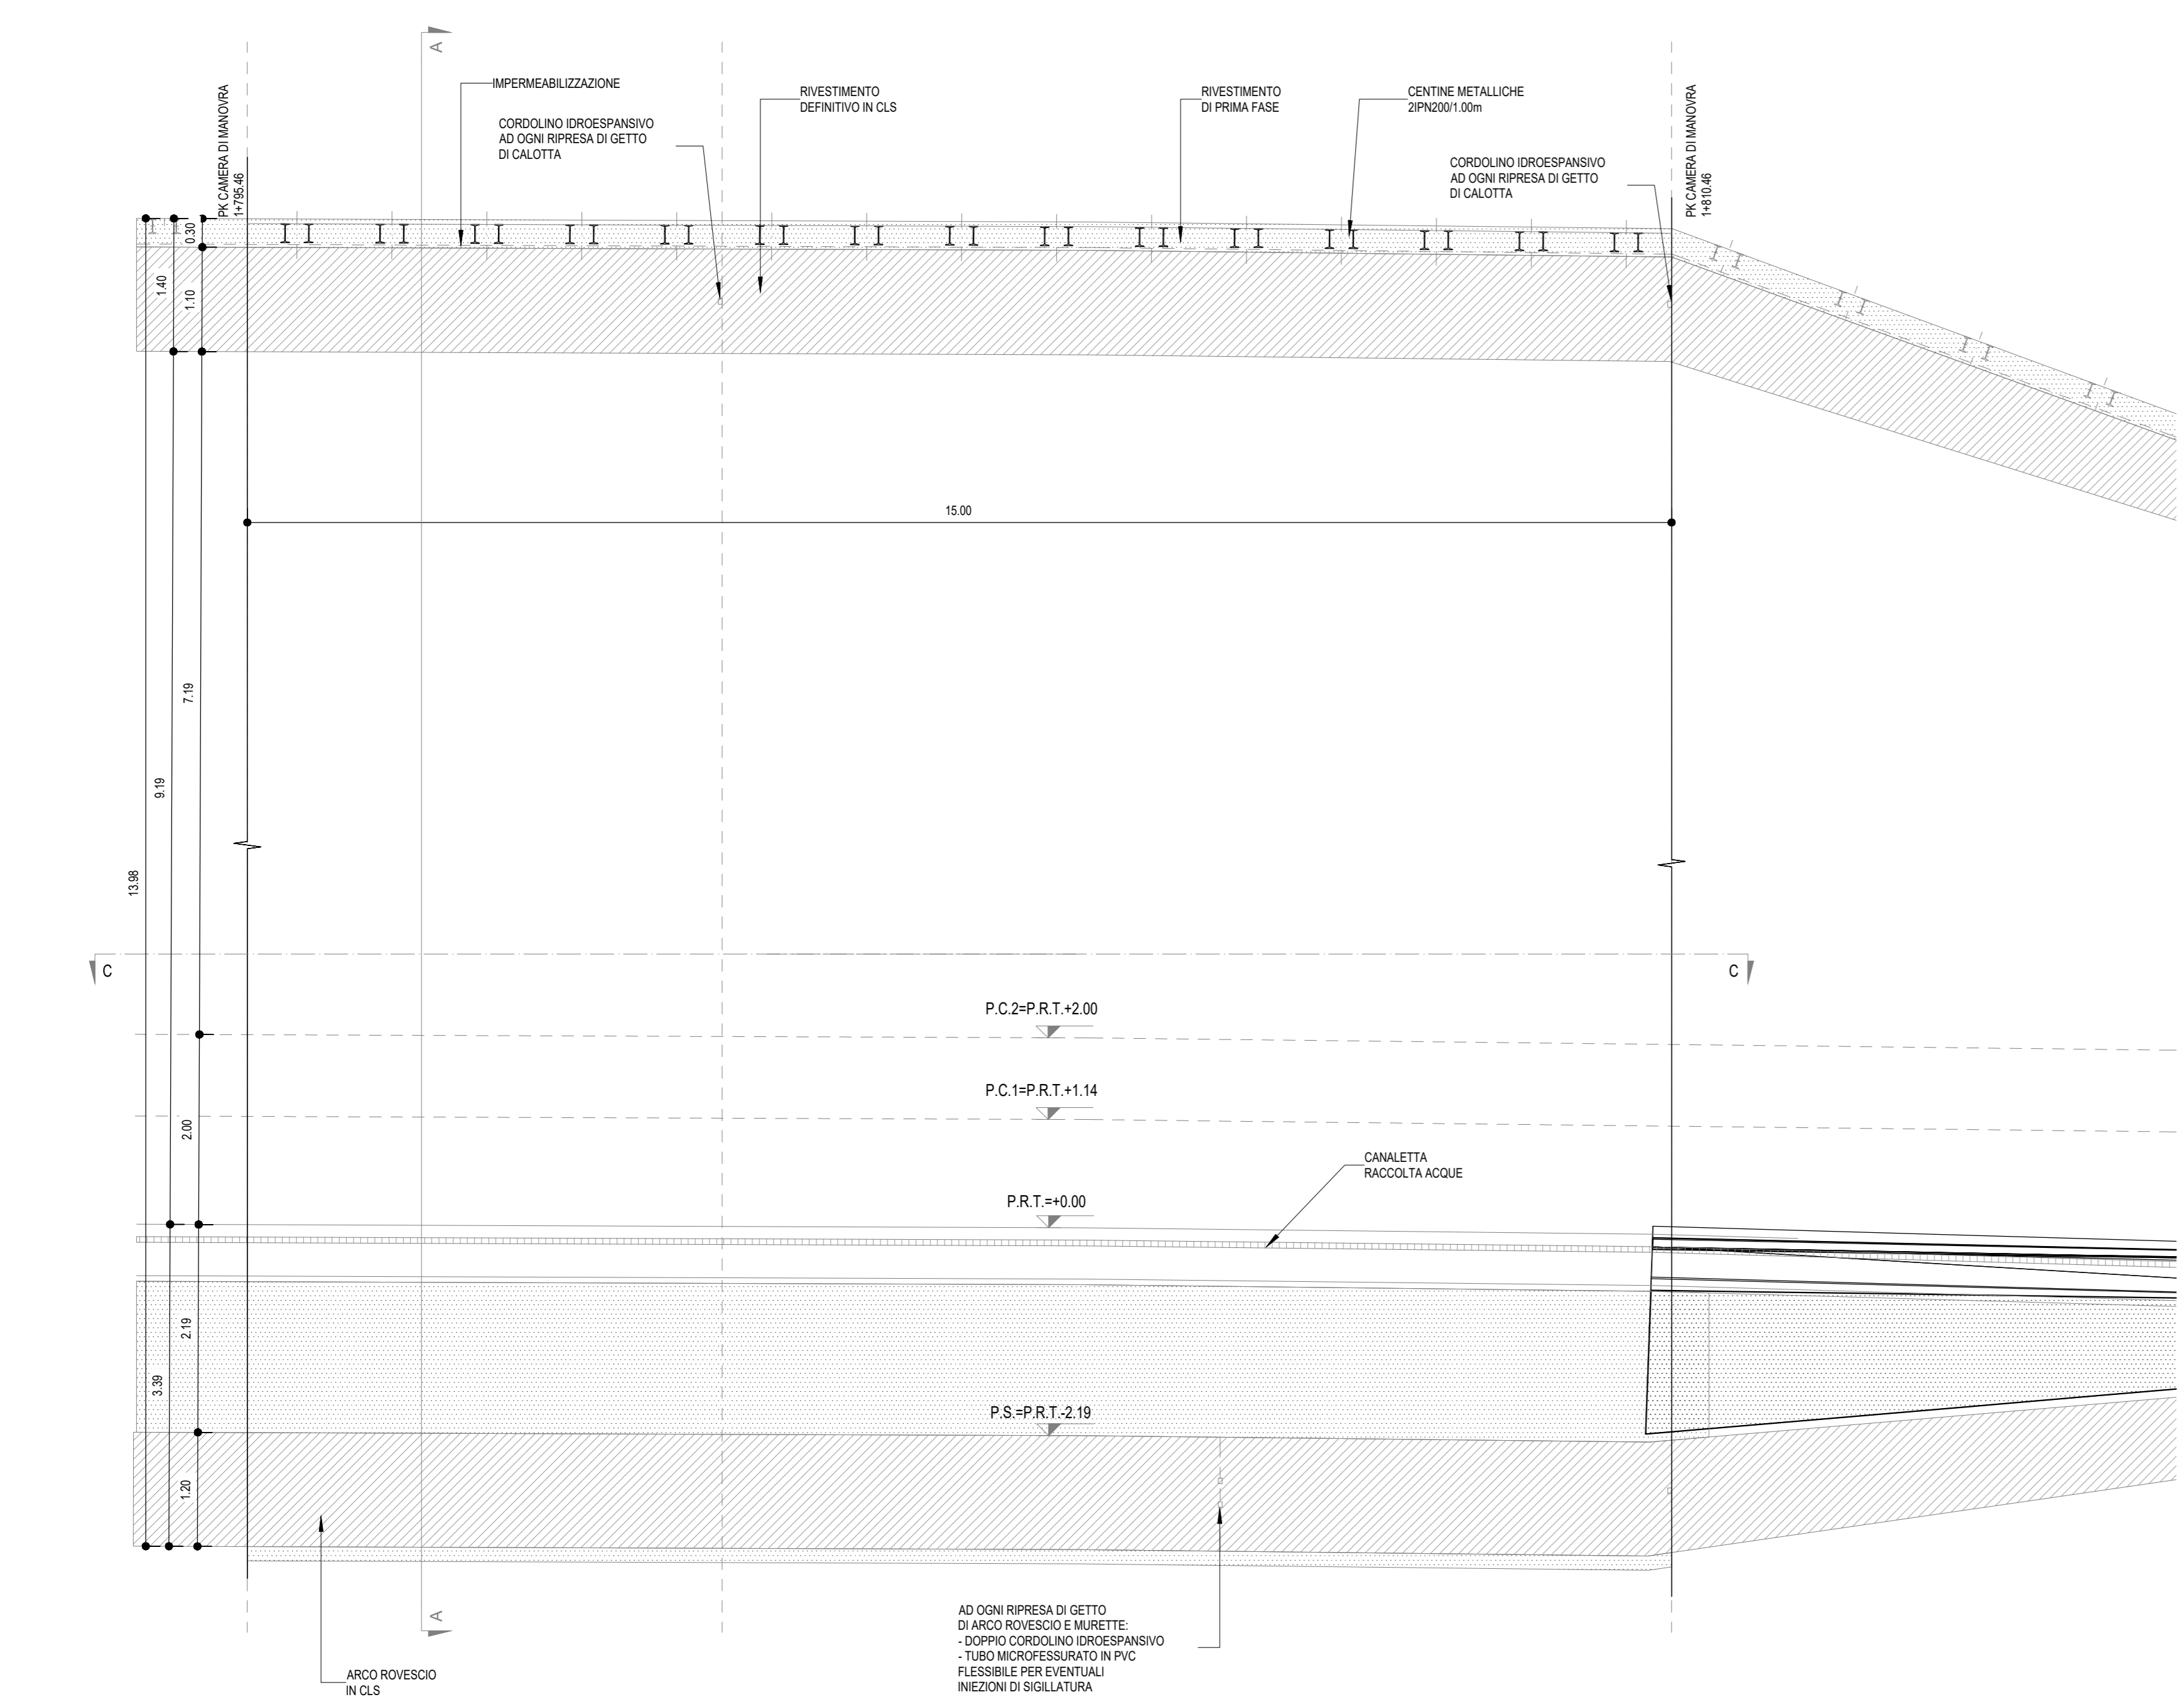 A
IMPERMEABILIZZAZIONE
CORDOLINO IDROESPANSIVO
AD OGNI RIPRESA DI GETTO
DI CALOTTA
RIVESTIMENTO
DEFINITIVO IN CLS
RIVESTIMENTO
DI PRIMA FASE
CENTINE METALLICHE
2IPN200/1.00m
CORDOLINO IDROESPANSIVO
AD OGNI RIPRESA DI GETTO
DI CALOTTA
PK CAMERA DI MANOVRA
1+795.46
PK CAMERA DI MANOVRA
1+810.46
0.30
1.40
1.10
15.00
7.19
9.19
13.98
C
C
P.C.2=P.R.T.+2.00
P.C.1=P.R.T.+1.14
2.00
CANALETTA
RACCOLTA ACQUE
P.R.T.=+0.00
2.19
3.39
P.S.=P.R.T.-2.19
1.20
A
AD OGNI RIPRESA DI GETTO
DI ARCO ROVESCIO E MURETTE:
- DOPPIO CORDOLINO IDROESPANSIVO
- TUBO MICROFESSURATO IN PVC
FLESSIBILE PER EVENTUALI
INIEZIONI DI SIGILLATURA
ARCO ROVESCIO
IN CLS